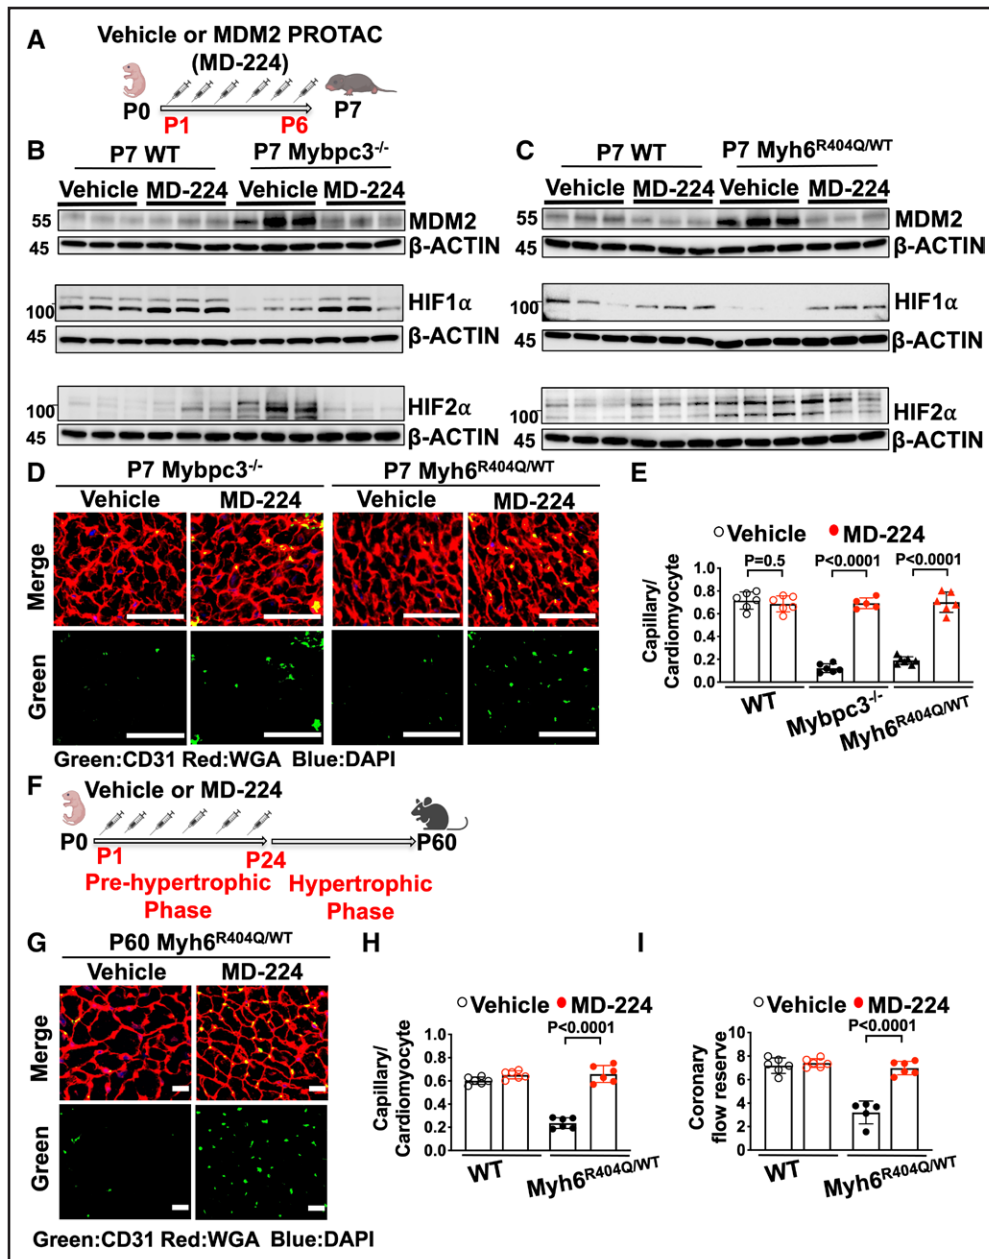 A
Vehicle or MDM2 PROTAC
(MD-224)
P0
P7
P1
P6
B
P7 WT
P7 Mybpc3-/-
Vehicle MD-224 Vehicle MD-224
55
MDM2
45
β-ACTIN
100
HIF1α
45
β-ACTIN
100
HIF2α
45
β-ACTIN
C
P7 WT
P7 Myh6R404Q/WT
Vehicle MD-224 Vehicle MD-224
55
MDM2
45
β-ACTIN
100
HIF1α
45
β-ACTIN
100
HIF2α
45
β-ACTIN
D
P7 Mybpc3-/-
P7 Myh6R404Q/WT
Vehicle MD-224 Vehicle MD-224
Merge
Green
Green:CD31 Red:WGA Blue:DAPI
E
Vehicle MD-224
P=0.5
P<0.0001
P<0.0001
Capillary/
Cardiomyocyte
1.0
0.8
0.6
0.4
0.2
0.0
WT
Mybpc3-/-
Myh6R404Q/WT
F
Vehicle or MD-224
P0
P60
P1
P24
Pre-hypertrophic
Phase
Hypertrophic
Phase
G
P60 Myh6R404Q/WT
Vehicle MD-224
Merge
Green
Green:CD31 Red:WGA Blue:DAPI
H
Vehicle MD-224
P<0.0001
Capillary/
Cardiomyocyte
1.0
0.8
0.6
0.4
0.2
0.0
WT
Myh6R404Q/WT
I
Vehicle MD-224
P<0.0001
Coronary
flow reserve
10
8
6
4
2
0
WT
Myh6R404Q/WT